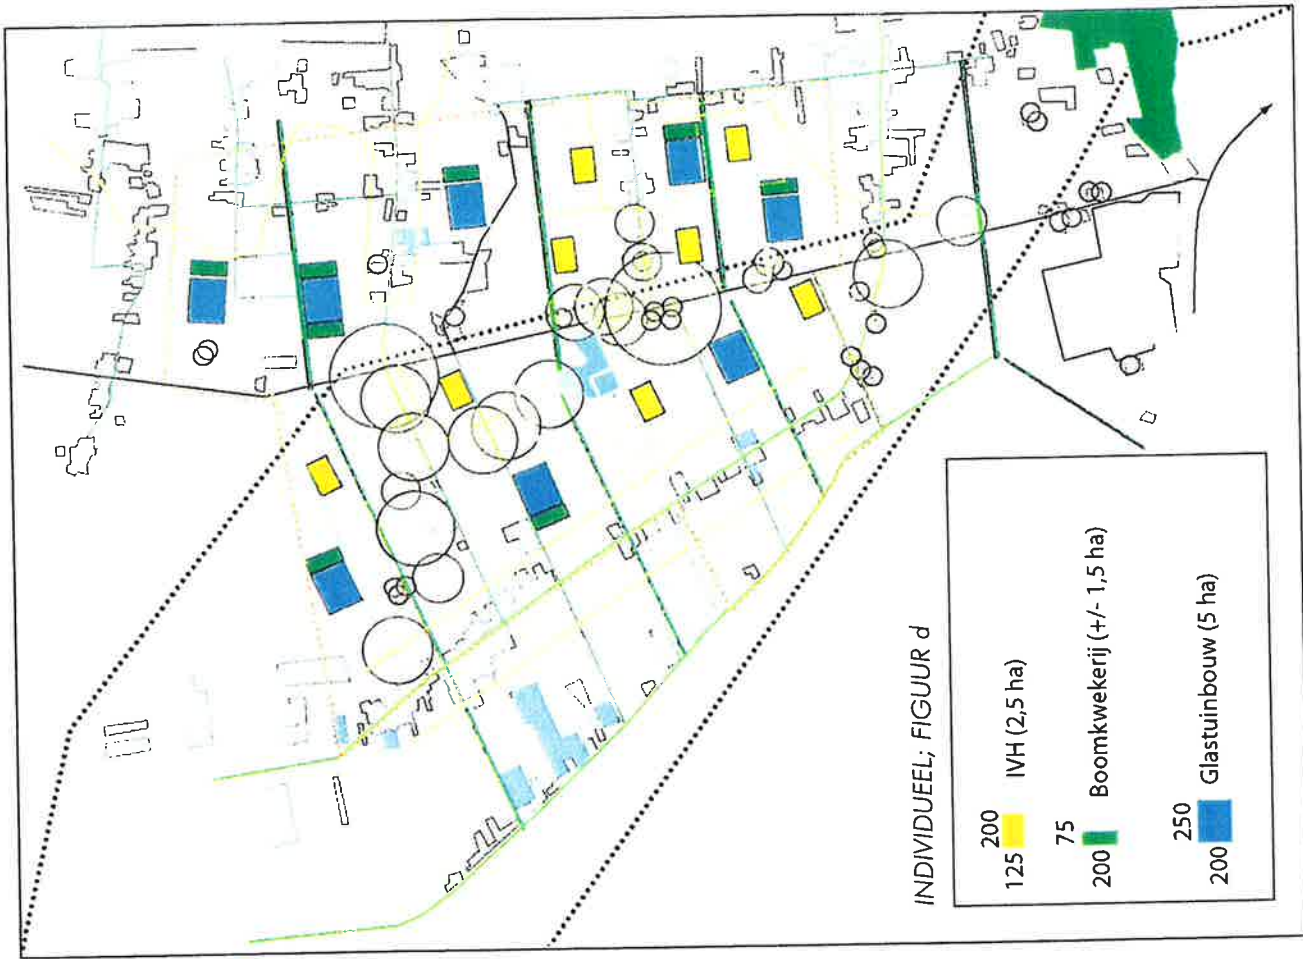 INDIVIDUEEL; FIGUUR d
200
125 IVH (2,5 ha)
75
200 Boomkwekerij (+/- 1,5 ha)
250
200 Glastuinbouw (5 ha)